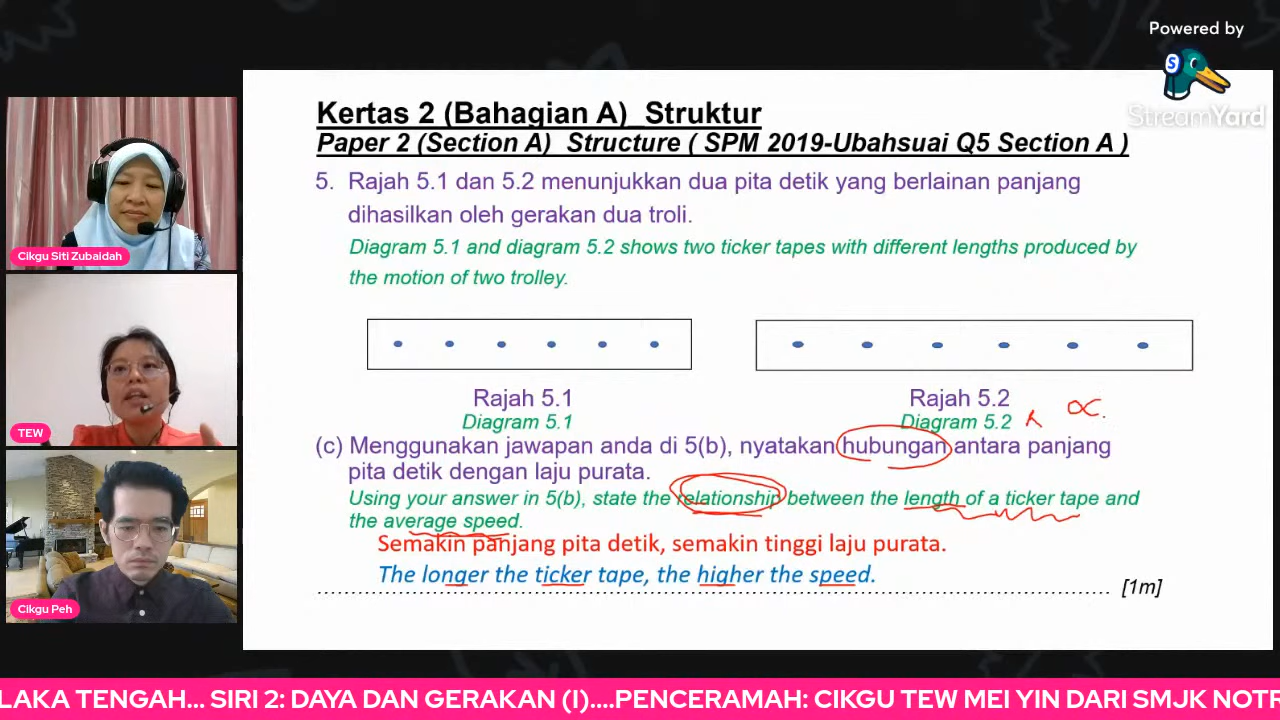 Powered by
S
StreamYard
Kertas 2 (Bahagian A)_Struktur
Paper 2 (Section A)_Structure ( SPM 2019-Ubahsuai Q5 Section A )
5. Rajah 5.1 dan 5.2 menunjukkan dua pita detik yang berlainan panjang
dihasilkan oleh gerakan dua troli.
Diagram 5.1 and diagram 5.2 shows two ticker tapes with different lengths produced by
the motion of two trolley.
Rajah 5.1
Diagram 5.1
Rajah 5.2
Diagram 5.2
∝
(c) Menggunakan jawapan anda di 5(b), nyatakan hubungan antara panjang
pita detik dengan laju purata.
Using your answer in 5(b), state the relationship between the length of a ticker tape and
the average speed.
Semakin panjang pita detik, semakin tinggi laju purata.
The longer the ticker tape, the higher the speed.
[1m]
Cikgu Siti Zubaidah
TEW
Cikgu Peh
LAKA TENGAH... SIRI 2: DAYA DAN GERAKAN (I)....PENCERAMAH: CIKGU TEW MEI YIN DARI SMJK NOTR